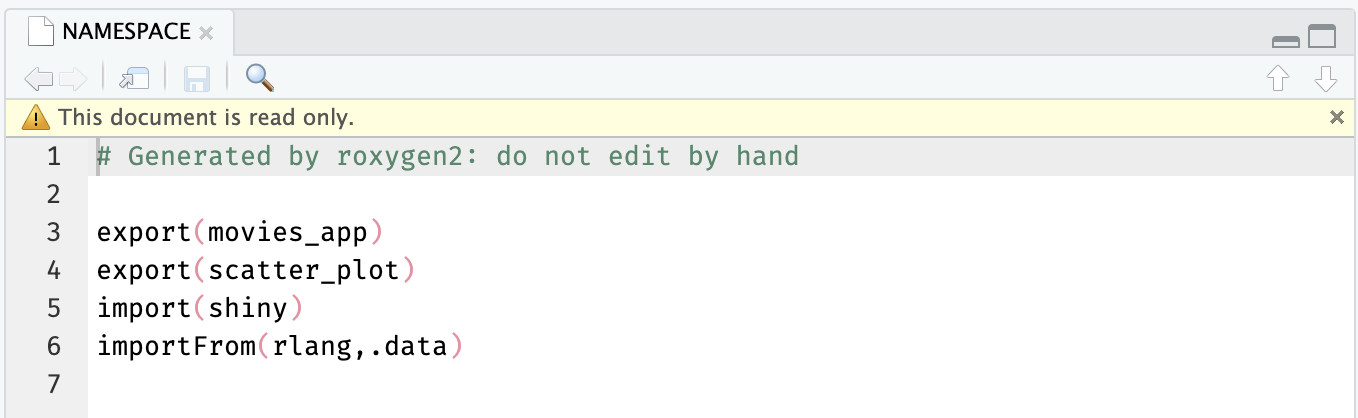 NAMESPACE
This document is read only.
1 # Generated by roxygen2: do not edit by hand
2
3 export(movies_app)
4 export(scatter_plot)
5 import(shiny)
6 importFrom(rlang,.data)
7